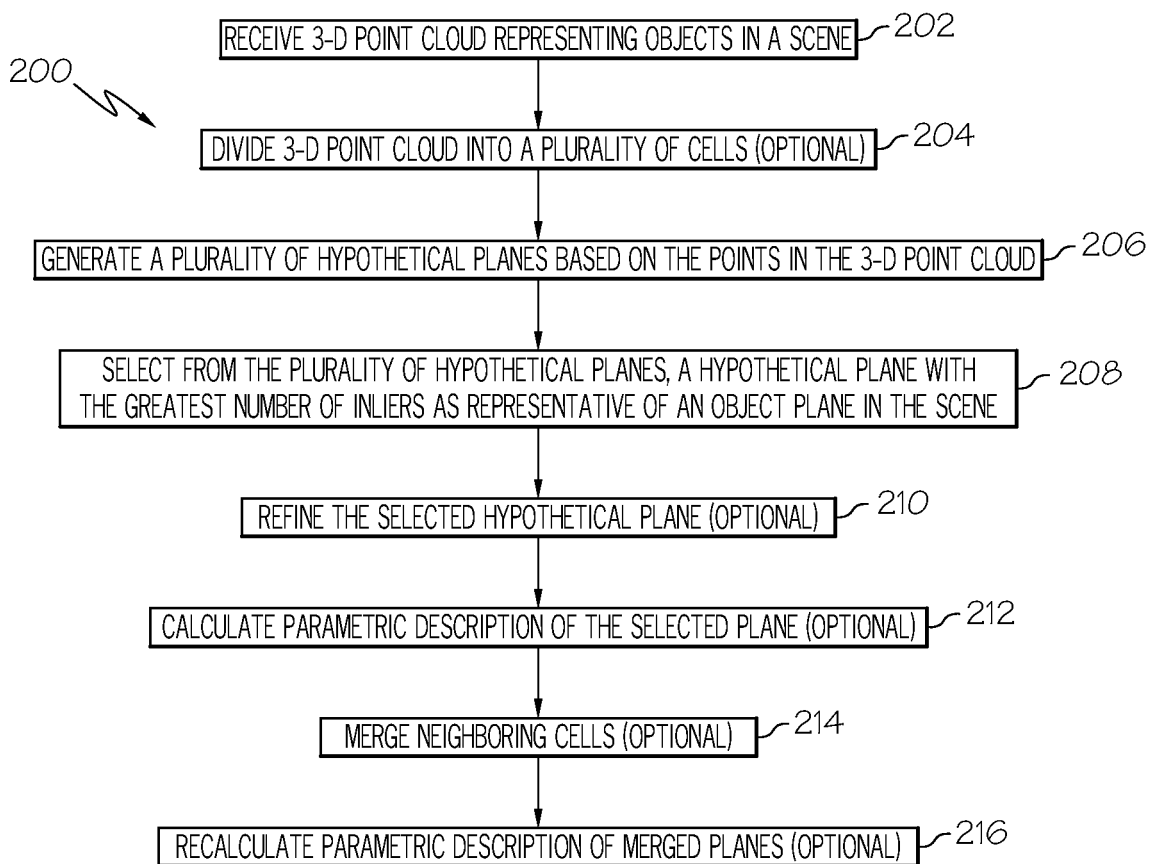 RECEIVE 3-D POINT CLOUD REPRESENTING OBJECTS IN A SCENE
202
200
DIVIDE 3-D POINT CLOUD INTO A PLURALITY OF CELLS (OPTIONAL)
204
GENERATE A PLURALITY OF HYPOTHETICAL PLANES BASED ON THE POINTS IN THE 3-D POINT CLOUD
206
SELECT FROM THE PLURALITY OF HYPOTHETICAL PLANES, A HYPOTHETICAL PLANE WITH
THE GREATEST NUMBER OF INLIERS AS REPRESENTATIVE OF AN OBJECT PLANE IN THE SCENE
208
REFINE THE SELECTED HYPOTHETICAL PLANE (OPTIONAL)
210
CALCULATE PARAMETRIC DESCRIPTION OF THE SELECTED PLANE (OPTIONAL)
212
MERGE NEIGHBORING CELLS (OPTIONAL)
214
RECALCULATE PARAMETRIC DESCRIPTION OF MERGED PLANES (OPTIONAL)
216